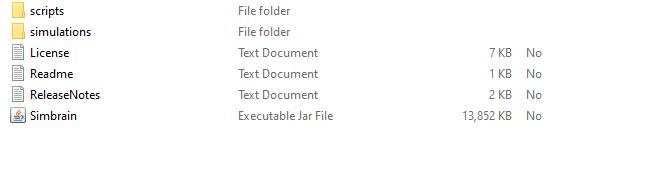 scripts File folder
simulations File folder
License Text Document 7 KB No
Readme Text Document 1 KB No
ReleaseNotes Text Document 2 KB No
Simbrain Executable Jar File 13,852 KB No